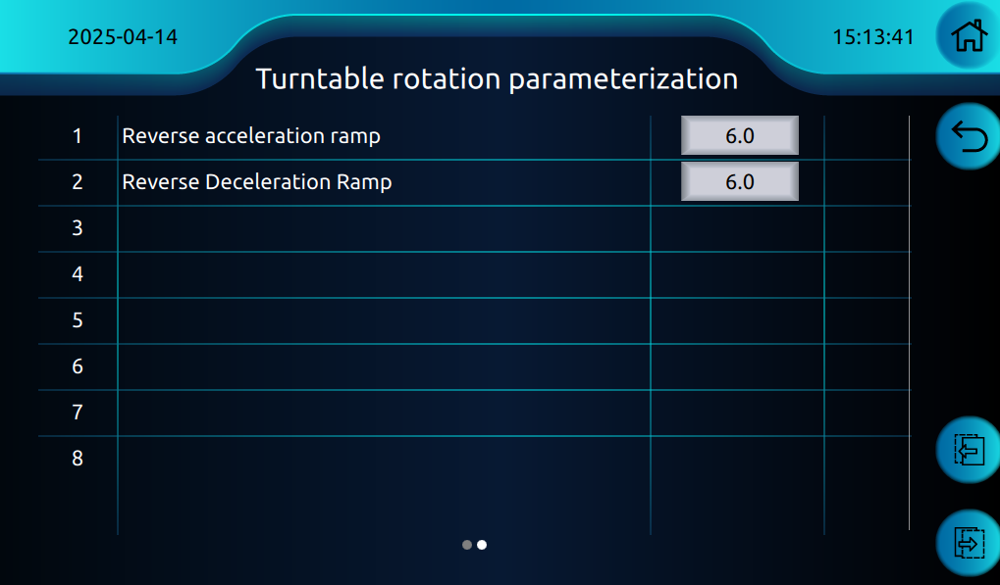 2025-04-14
15:13:41
Turntable rotation parameterization
1 Reverse acceleration ramp 6.0
2 Reverse Deceleration Ramp 6.0
3
4
5
6
7
8